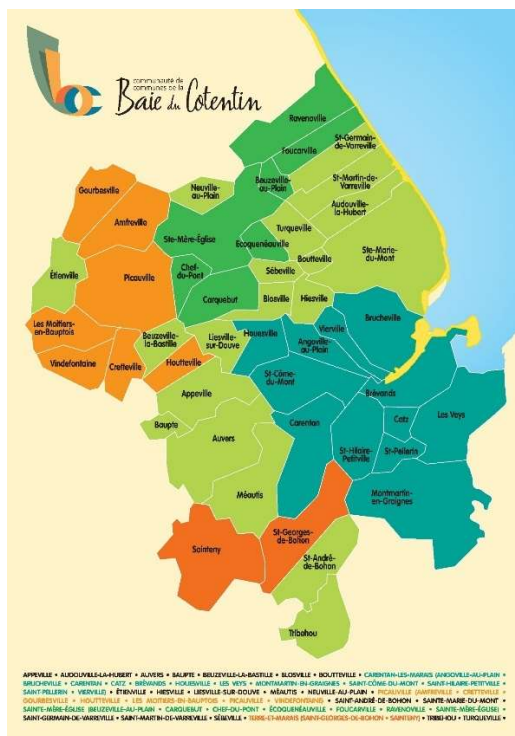 communauté de
communes de la
Baie du Cotentin
Ravenoville
Foucarville
St-Germain-
de-Varreville
Beuzeville-
au-Plain
St-Martin-de-
Varreville
Neuville-
au-Plain
Gourbesville
Audouville-
la-Hubert
Amfreville
Turqueville
Ste-Mère-Église
Ecoquenéauville
Ste-Marie-
du-Mont
Boutteville
Étienville
Picauville
Chef-
du-Pont
Sébeville
Carquebut
Blosville
Hiesville
Brucheville
Les Moitiers-
en-Bauptois
Beuzeville-
la-Bastille
Liesville-
sur-Douve
Houesville
Vierville
Angoville-
au-Plain
Vindefontaine
Cretteville
Houtteville
St-Côme-
du-Mont
Appeville
Brévands
Baupte
Carentan
Catz
Les Veys
Auvers
St-Hilaire-
Petitville
St-Pellerin
Méautis
Montmartin-
en-Graignes
St-Georges-
de-Bohon
Sainteny
St-André-
de-Bohon
Tribehou
APPEVILLE • AUDOUVILLE-LA-HUBERT • AUVERS • BAUPTE • BEUZEVILLE-LA-BASTILLE • BLOSVILLE • BOUTTEVILLE • CARENTAN-LES-MARAIS (ANGOVILLE-AU-PLAIN •
BRUCHEVILLE • CARENTAN • CATZ • BRÉVANDS • HOUESVILLE • LES VEYS • MONTMARTIN-EN-GRAIGNES • SAINT-CÔME-DU-MONT • SAINT-HILAIRE-PETITVILLE •
SAINT-PELLERIN • VIERVILLE) • ÉTIENVILLE • HIESVILLE • LIESVILLE-SUR-DOUVE • MÉAUTIS • NEUVILLE-AU-PLAIN • PICAUVILLE (AMFREVILLE • CRETTEVILLE •
GOURBESVILLE • HOUTTEVILLE • LES MOITIERS-EN-BAUPTOIS • PICAUVILLE • VINDEFONTAINE) • SAINT-ANDRÉ-DE-BOHON • SAINTE-MARIE-DU-MONT •
SAINTE-MÈRE-ÉGLISE (BEUZEVILLE-AU-PLAIN • CARQUEBUT • CHEF-DU-PONT • ÉCOQUENÉAUVILLE • FOUCARVILLE • RAVENOVILLE • SAINTE-MÈRE-ÉGLISE) •
SAINT-GERMAIN-DE-VARREVILLE • SAINT-MARTIN-DE-VARREVILLE • SÉBEVILLE • TERRE-ET-MARAIS (SAINT-GEORGES-DE-BOHON • SAINTENY) • TRIBEHOU • TURQUEVILLE •